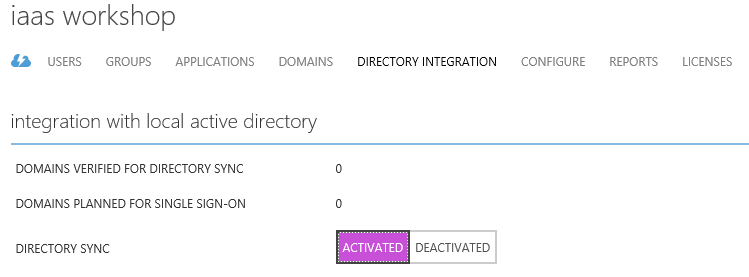 iaas workshop
USERS GROUPS APPLICATIONS DOMAINS DIRECTORY INTEGRATION CONFIGURE REPORTS LICENSES
integration with local active directory
DOMAINS VERIFIED FOR DIRECTORY SYNC 0
DOMAINS PLANNED FOR SINGLE SIGN-ON 0
DIRECTORY SYNC ACTIVATED DEACTIVATED